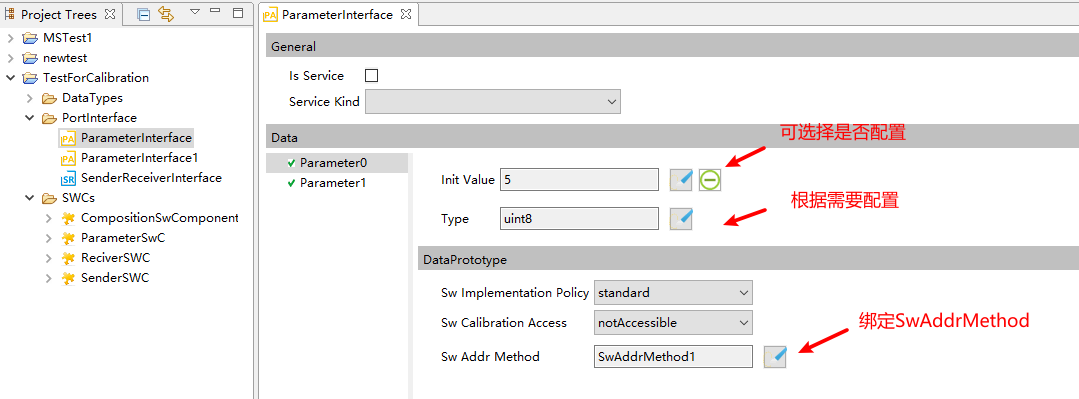 Project Trees
MSTest1
newtest
TestForCalibration
DataTypes
PortInterface
PA ParameterInterface
PA ParameterInterface1
SR SenderReceiverInterface
SWCs
CompositionSwComponent
ParameterSwC
ReciverSWC
SenderSWC
PA ParameterInterface
General
Is Service
Service Kind
Data
Parameter0
Parameter1
Init Value 5
可选择是否配置
Type uint8
根据需要配置
DataPrototype
Sw Implementation Policy standard
Sw Calibration Access notAccessible
绑定SwAddrMethod
Sw Addr Method SwAddrMethod1